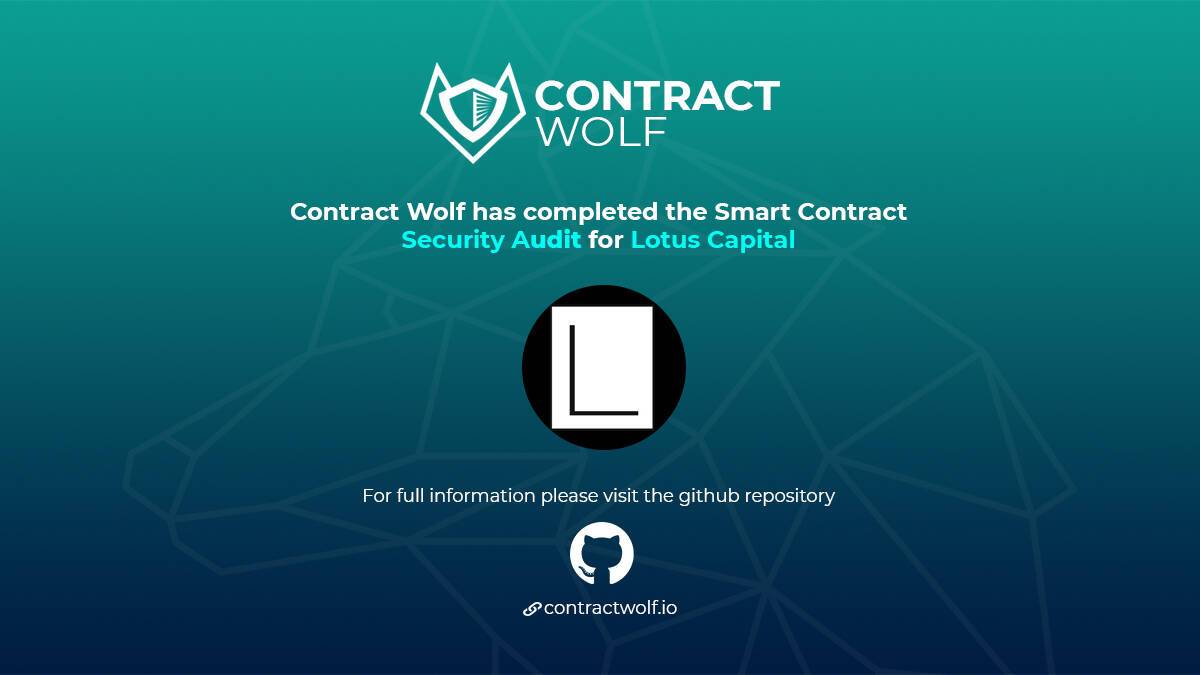 CONTRACT
WOLF
Contract Wolf has completed the Smart Contract
Security Audit for Lotus Capital
L
For full information please visit the github repository
contractwolf.io